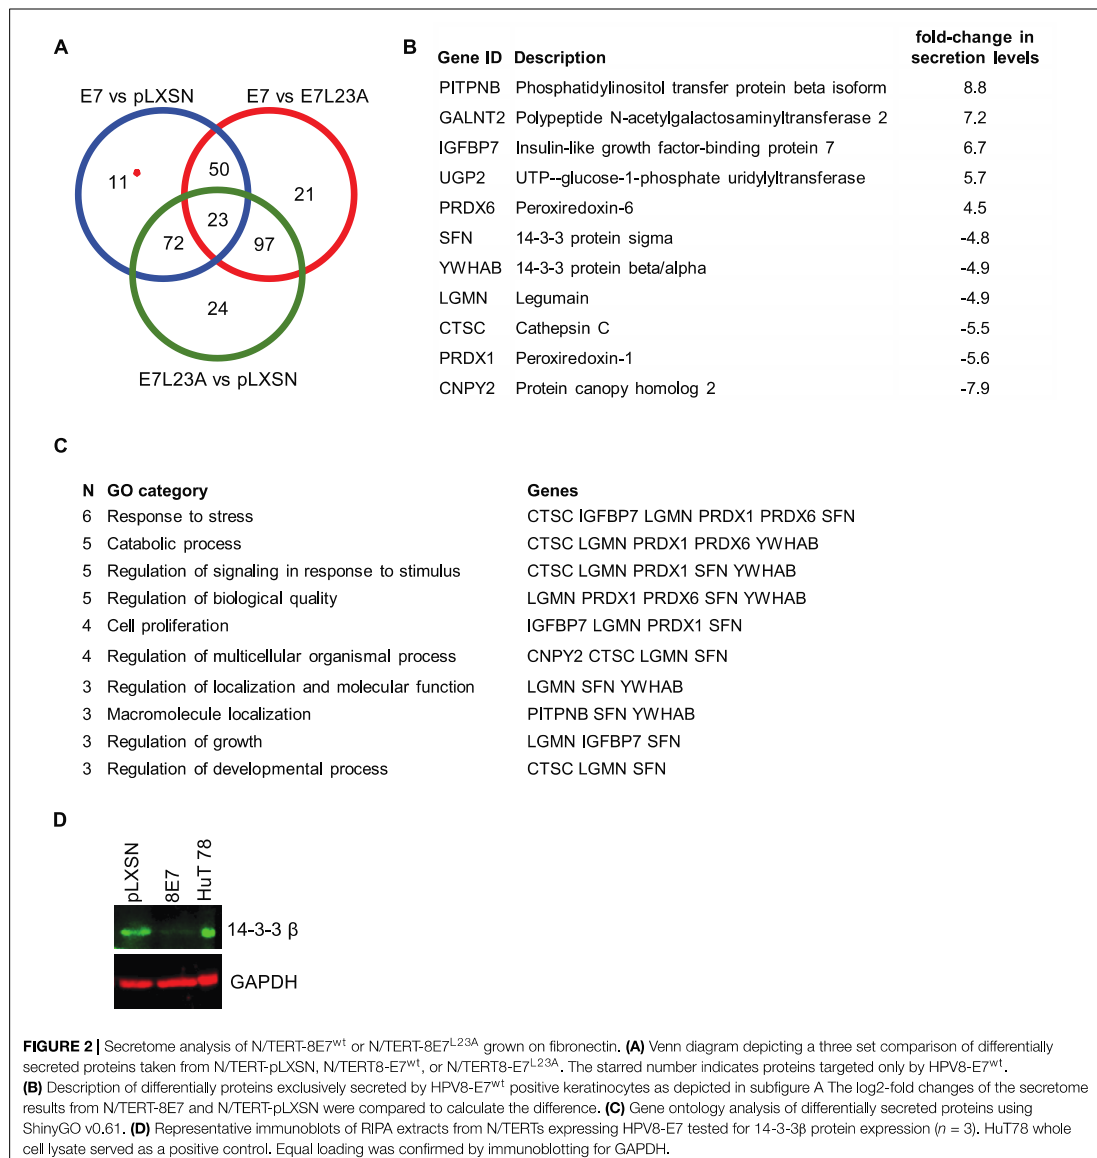 A
E7 vs pLXSN
E7 vs E7L23A
11
50
21
23
72
97
24
E7L23A vs pLXSN
B
Gene ID Description fold-change in secretion levels
PITPNB Phosphatidylinositol transfer protein beta isoform 8.8
GALNT2 Polypeptide N-acetylgalactosaminyltransferase 2 7.2
IGFBP7 Insulin-like growth factor-binding protein 7 6.7
UGP2 UTP--glucose-1-phosphate uridylyltransferase 5.7
PRDX6 Peroxiredoxin-6 4.5
SFN 14-3-3 protein sigma -4.8
YWHAB 14-3-3 protein beta/alpha -4.9
LGMN Legumain -4.9
CTSC Cathepsin C -5.5
PRDX1 Peroxiredoxin-1 -5.6
CNPY2 Protein canopy homolog 2 -7.9
C
N GO category Genes
6 Response to stress CTSC IGFBP7 LGMN PRDX1 PRDX6 SFN
5 Catabolic process CTSC LGMN PRDX1 PRDX6 YWHAB
5 Regulation of signaling in response to stimulus CTSC LGMN PRDX1 SFN YWHAB
5 Regulation of biological quality LGMN PRDX1 PRDX6 SFN YWHAB
4 Cell proliferation IGFBP7 LGMN PRDX1 SFN
4 Regulation of multicellular organismal process CNPY2 CTSC LGMN SFN
3 Regulation of localization and molecular function LGMN SFN YWHAB
3 Macromolecule localization PITPNB SFN YWHAB
3 Regulation of growth LGMN IGFBP7 SFN
3 Regulation of developmental process CTSC LGMN SFN
D
pLXSN
8E7
HuT 78
14-3-3 β
GAPDH
FIGURE 2 | Secretome analysis of N/TERT-8E7wt or N/TERT-8E7L23A grown on fibronectin. (A) Venn diagram depicting a three set comparison of differentially
secreted proteins taken from N/TERT-pLXSN, N/TERT8-E7wt, or N/TERT8-E7L23A. The starred number indicates proteins targeted only by HPV8-E7wt.
(B) Description of differentially proteins exclusively secreted by HPV8-E7wt positive keratinocytes as depicted in subfigure A The log2-fold changes of the secretome
results from N/TERT-8E7 and N/TERT-pLXSN were compared to calculate the difference. (C) Gene ontology analysis of differentially secreted proteins using
ShinyGO v0.61. (D) Representative immunoblots of RIPA extracts from N/TERTs expressing HPV8-E7 tested for 14-3-3β protein expression (n = 3). HuT78 whole
cell lysate served as a positive control. Equal loading was confirmed by immunoblotting for GAPDH.